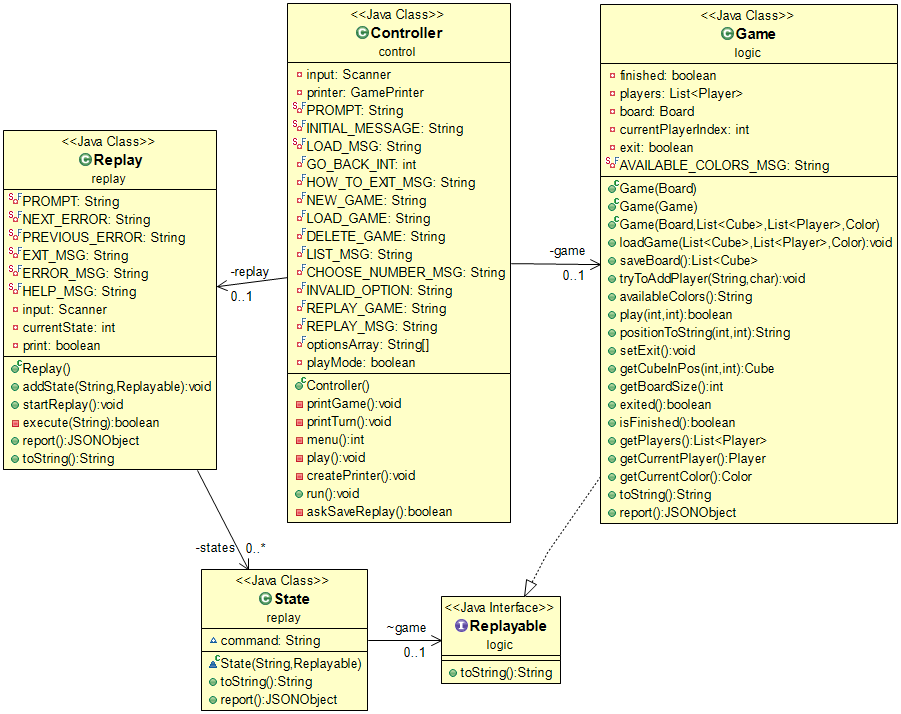 <<Java Class>>
Controller
control
input: Scanner
printer: GamePrinter
PROMPT: String
INITIAL_MESSAGE: String
LOAD_MSG: String
GO_BACK_INT: int
HOW_TO_EXIT_MSG: String
NEW_GAME: String
LOAD_GAME: String
DELETE_GAME: String
LIST_MSG: String
CHOOSE_NUMBER_MSG: String
INVALID_OPTION: String
REPLAY_GAME: String
REPLAY_MSG: String
optionsArray: String[]
playMode: boolean
Controller()
printGame():void
printTurn():void
menu():int
play():void
createPrinter():void
run():void
askSaveReplay():boolean
<<Java Class>>
Game
logic
finished: boolean
players: List<Player>
board: Board
currentPlayerIndex: int
exit: boolean
AVAILABLE_COLORS_MSG: String
Game(Board)
Game(Game)
Game(Board,List<Cube>,List<Player>,Color)
loadGame(List<Cube>,List<Player>,Color):void
saveBoard():List<Cube>
tryToAddPlayer(String,char):void
availableColors():String
play(int,int):boolean
positionToString(int,int):String
setExit():void
getCubeInPos(int,int):Cube
getBoardSize():int
exited():boolean
isFinished():boolean
getPlayers():List<Player>
getCurrentPlayer():Player
getCurrentColor():Color
toString():String
report():JSONObject
<<Java Class>>
Replay
replay
PROMPT: String
NEXT_ERROR: String
PREVIOUS_ERROR: String
EXIT_MSG: String
ERROR_MSG: String
HELP_MSG: String
input: Scanner
currentState: int
print: boolean
Replay()
addState(String,Replayable):void
startReplay():void
execute(String):boolean
report():JSONObject
toString():String
-replay
0..1
-game
0..1
-states 0..*
<<Java Class>>
State
replay
command: String
State(String,Replayable)
toString():String
report():JSONObject
~game
0..1
<<Java Interface>>
Replayable
logic
toString():String